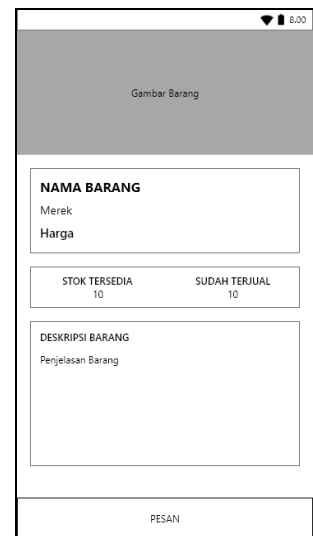 8.00
Gambar Barang
NAMA BARANG
Merek
Harga
STOK TERSEDIA SUDAH TERJUAL
10 10
DESKRIPSI BARANG
Penjelasan Barang
PESAN